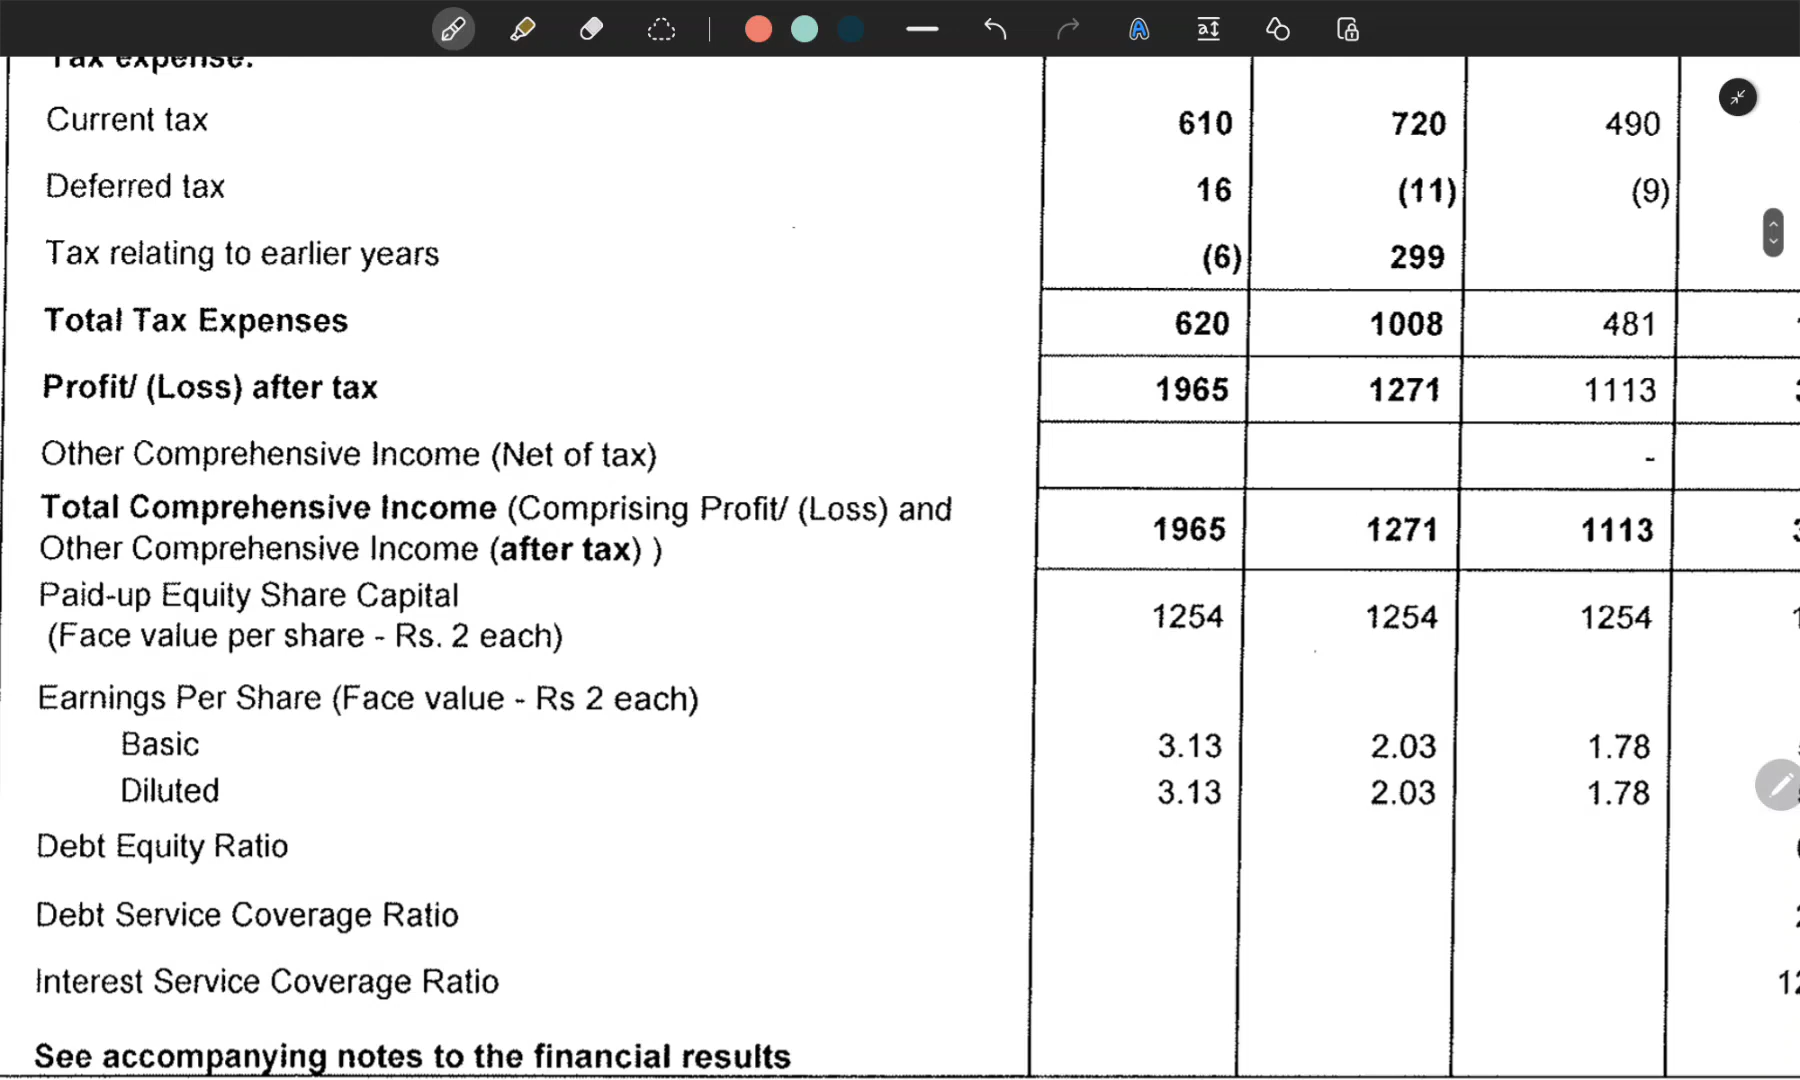 Tax expense:
Current tax 610 720 490
Deferred tax 16 (11) (9)
Tax relating to earlier years (6) 299
Total Tax Expenses 620 1008 481
Profit/ (Loss) after tax 1965 1271 1113
Other Comprehensive Income (Net of tax) -
Total Comprehensive Income (Comprising Profit/ (Loss) and
Other Comprehensive Income (after tax) ) 1965 1271 1113
Paid-up Equity Share Capital
(Face value per share - Rs. 2 each) 1254 1254 1254
Earnings Per Share (Face value - Rs 2 each)
Basic 3.13 2.03 1.78
Diluted 3.13 2.03 1.78
Debt Equity Ratio
Debt Service Coverage Ratio
Interest Service Coverage Ratio
See accompanying notes to the financial results